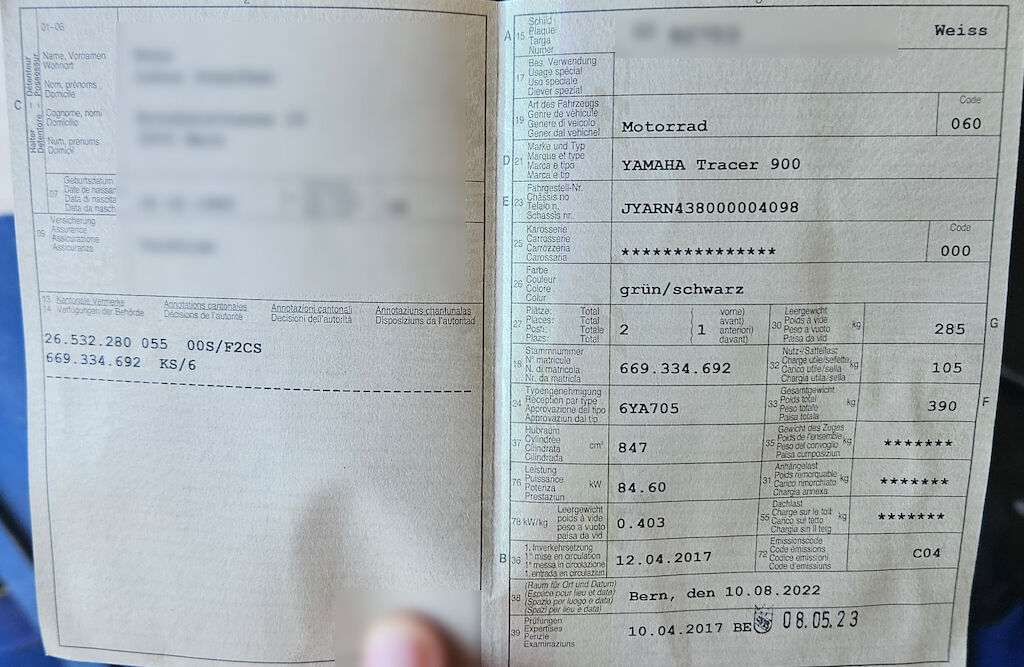 01-06
Halter – Détenteur
Detentore – Possessur
C
Name, Vornamen
Wohnort
Nom, prénoms
Domicile
Cognome, nomi
Domicilio
Num, prenums
Domicil
07
Geburtsdatum
Date de naissan
Data di nascita
Data da nasch
09
Versicherung
Assurance
Assicurazione
Assicuranza
13 Kantonale Vermerke
14 Verfügungen der Behörde
Annotations cantonales
Décisions de l'autorité
Annotazioni cantonali
Decisioni dell'autorità
Annotaziuns chantunalas
Disposiziuns da l'autoritad
26.532.280 055 00S/F2CS
669.334.692 KS/6
A 15 Schild
Plaque
Targa
Numer
Weiss
17 Bes. Verwendung
Usage spécial
Uso speciale
Diever spezial
19 Art des Fahrzeugs
Genre de véhicule
Genere di veicolo
Gener dal vehichel
Motorrad
Code
060
D 21 Marke und Typ
Marque et type
Marca e tipo
Marca e tip
YAMAHA Tracer 900
E 23 Fahrgestell-Nr.
Châssis no
Telaio n.
Schassis nr.
JYARN438000004098
25 Karosserie
Carrosserie
Carrozzeria
Carossaria
***************
Code
000
26 Farbe
Couleur
Colore
Colur
grün/schwarz
27 Plätze: Total
Places: Total
Posti: Totale
Plazs: Total
2
( 1
vorne)
avant)
anteriori)
davant)
30 Leergewicht
Poids à vide
Peso a vuoto
Paisa da vid
kg
285
G
18 Stammnummer
N° matricule
N. di matricola
Nr. da matricla
669.334.692
32 Nutz-/Sattellast
Charge utile/sellette
Carico utile/sella
Chargia utila/sella
kg
105
24 Typengenehmigung
Réception par type
Approvazione del tipo
Approvaziun dal tip
6YA705
33 Gesamtgewicht
Poids total
Peso totale
Paisa totala
kg
390
F
37 Hubraum
Cylindrée
Cilindrata
Cilindrada
cm³
847
35 Gewicht des Zuges
Poids de l'ensemble
Peso del convoglio
Paisa cumposiziun
kg
*******
76 Leistung
Puissance
Potenza
Prestaziun
kW
84.60
31 Anhängelast
Poids remorquable
Carico rimorchiato
Chargia annexa
kg
*******
78 kW/kg
Leergewicht
poids à vide
peso a vuoto
paisa da vid
0.403
55 Dachlast
Charge sur le toit
Carico sul tetto
Chargia sin il tetg
kg
*******
B 36 1. Inverkehrsetzung
1re mise en circulation
1a messa in circolazione
1. entrada en circulaziun
12.04.2017
72 Emissionscode
Code émissions
Codice emissioni
Code d'emissiuns
C04
38 (Raum für Ort und Datum)
(Espace pour lieu et date)
(Spazio per luogo e data)
(Spazi per lieu e data)
Bern, den 10.08.2022
39 Prüfungen
Expertises
Perizie
Examinaziuns
10.04.2017 BE
08.05.23